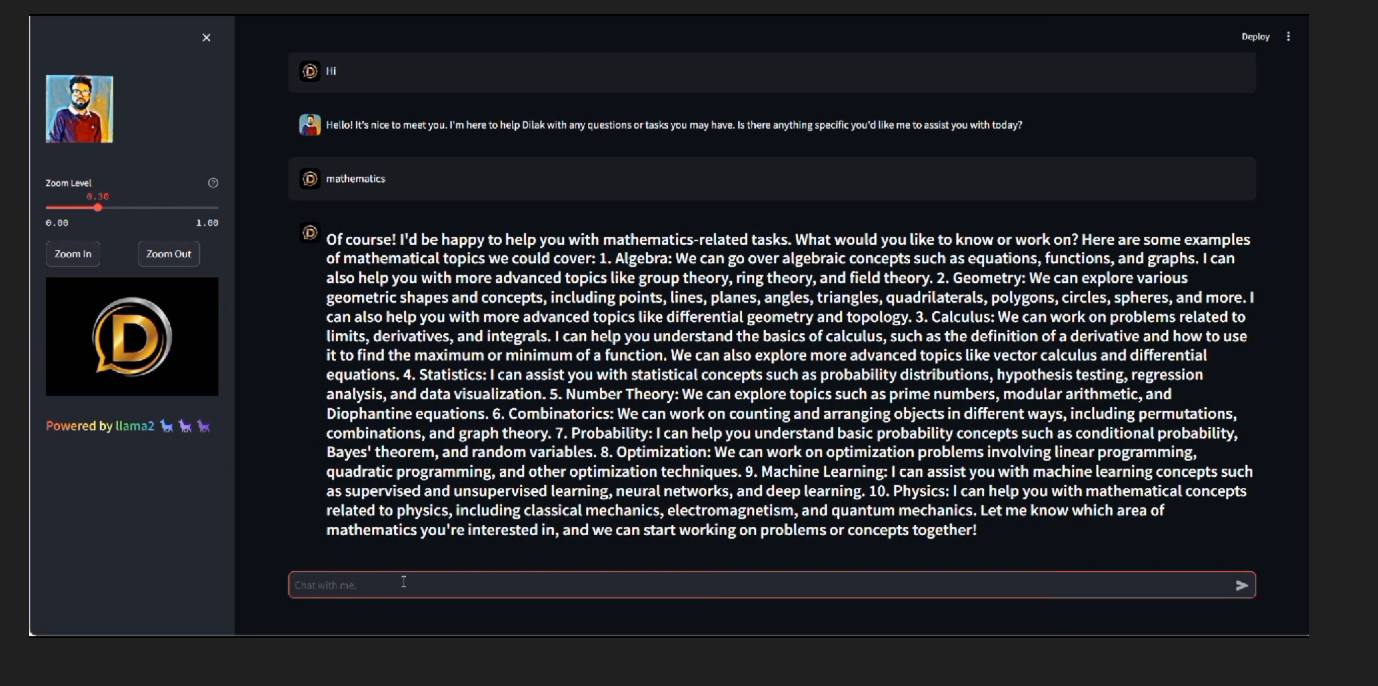 Deploy
Zoom Level
0.30
0.00 1.00
Zoom In Zoom Out
D
Powered by llama2
Hi
Hello! It's nice to meet you. I'm here to help Dilak with any questions or tasks you may have. Is there anything specific you'd like me to assist you with today?
mathematics
Of course! I'd be happy to help you with mathematics-related tasks. What would you like to know or work on? Here are some examples
of mathematical topics we could cover: 1. Algebra: We can go over algebraic concepts such as equations, functions, and graphs. I can
also help you with more advanced topics like group theory, ring theory, and field theory. 2. Geometry: We can explore various
geometric shapes and concepts, including points, lines, planes, angles, triangles, quadrilaterals, polygons, circles, spheres, and more. I
can also help you with more advanced topics like differential geometry and topology. 3. Calculus: We can work on problems related to
limits, derivatives, and integrals. I can help you understand the basics of calculus, such as the definition of a derivative and how to use
it to find the maximum or minimum of a function. We can also explore more advanced topics like vector calculus and differential
equations. 4. Statistics: I can assist you with statistical concepts such as probability distributions, hypothesis testing, regression
analysis, and data visualization. 5. Number Theory: We can explore topics such as prime numbers, modular arithmetic, and
Diophantine equations. 6. Combinatorics: We can work on counting and arranging objects in different ways, including permutations,
combinations, and graph theory. 7. Probability: I can help you understand basic probability concepts such as conditional probability,
Bayes' theorem, and random variables. 8. Optimization: We can work on optimization problems involving linear programming,
quadratic programming, and other optimization techniques. 9. Machine Learning: I can assist you with machine learning concepts such
as supervised and unsupervised learning, neural networks, and deep learning. 10. Physics: I can help you with mathematical concepts
related to physics, including classical mechanics, electromagnetism, and quantum mechanics. Let me know which area of
mathematics you're interested in, and we can start working on problems or concepts together!
Chat with me.